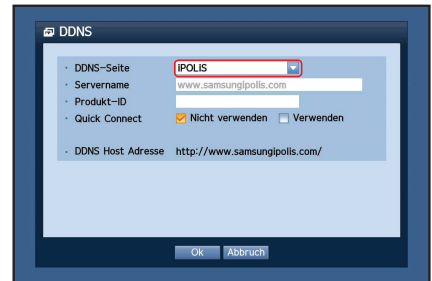 DDNS
· DDNS-Seite iPOLiS
· Servername www.samsungipolis.com
· Produkt-ID
· Quick Connect Nicht verwenden Verwenden
· DDNS Host Adresse http://www.samsungipolis.com/
Ok Abbruch